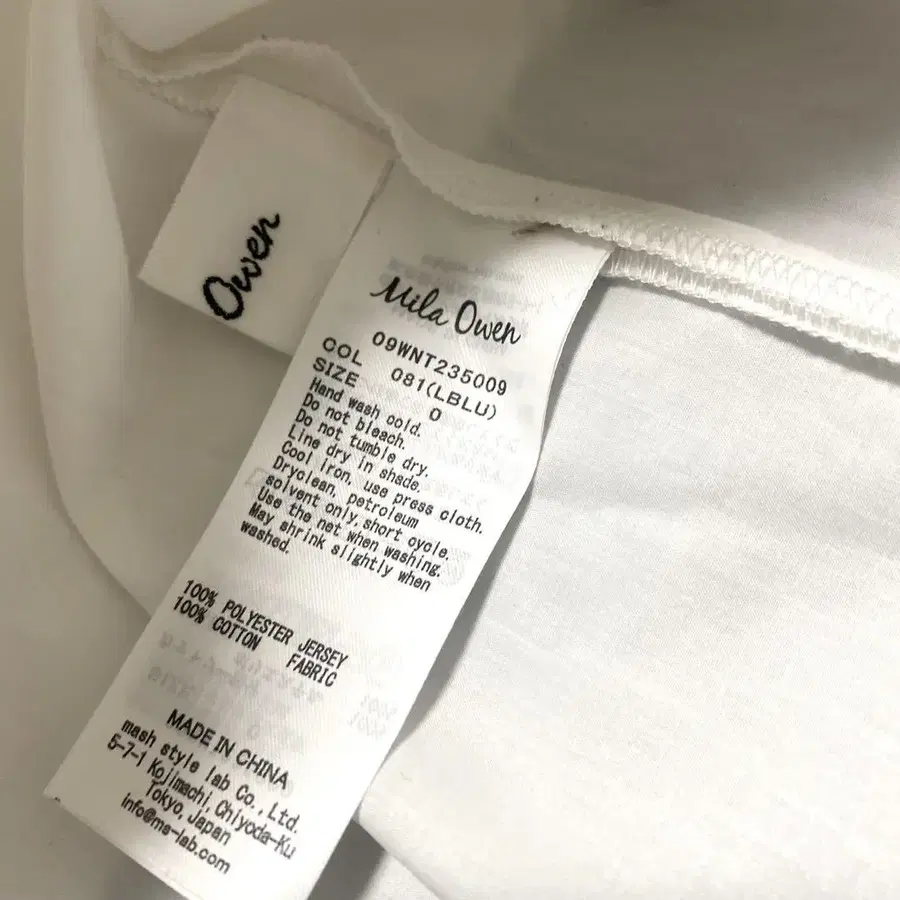 Owen
Mila Owen
09WNT235009
COL 081(LBLU)
SIZE 0
Hand wash cold.
Do not bleach.
Do not tumble dry.
Line dry in shade.
Cool iron, use press cloth.
Dryclean, petroleum
solvent only,short cycle.
Use the net when washing.
May shrink slightly when
washed.
100% POLYESTER JERSEY
100% COTTON FABRIC
MADE IN CHINA
mash style lab Co.,Ltd.
5-7-1 Kojimachi,Chiyoda-Ku
Tokyo,Japan
info@ms-lab.com